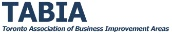 TABIA
Toronto Association of Business Improvement Areas